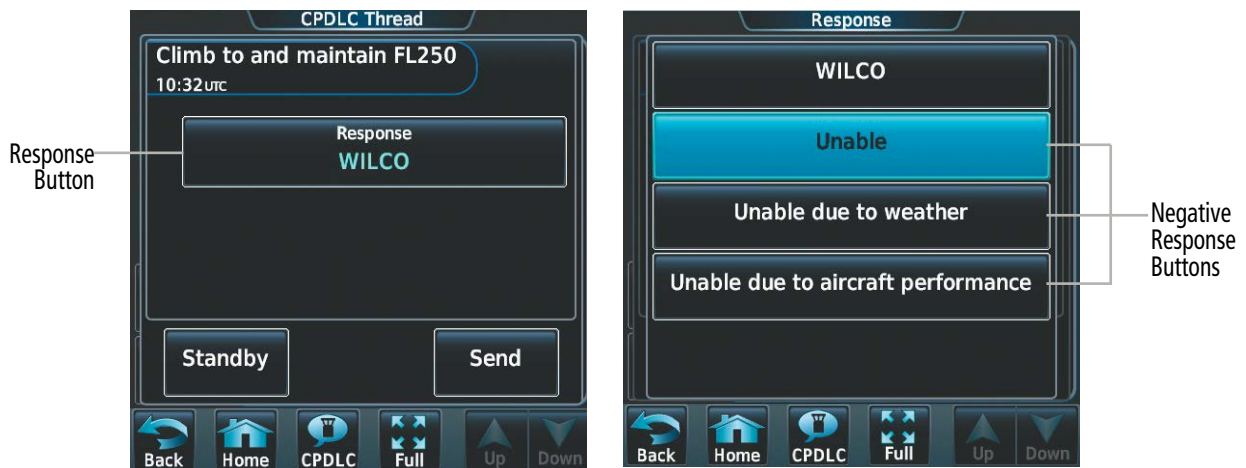 CPDLC Thread
Climb to and maintain FL250
10:32 UTC
Response
WILCO
Response
Button
Standby
Send
Back
Home
CPDLC
Full
Up
Down
Response
WILCO
Unable
Unable due to weather
Unable due to aircraft performance
Negative
Response
Buttons
Back
Home
CPDLC
Full
Up
Down